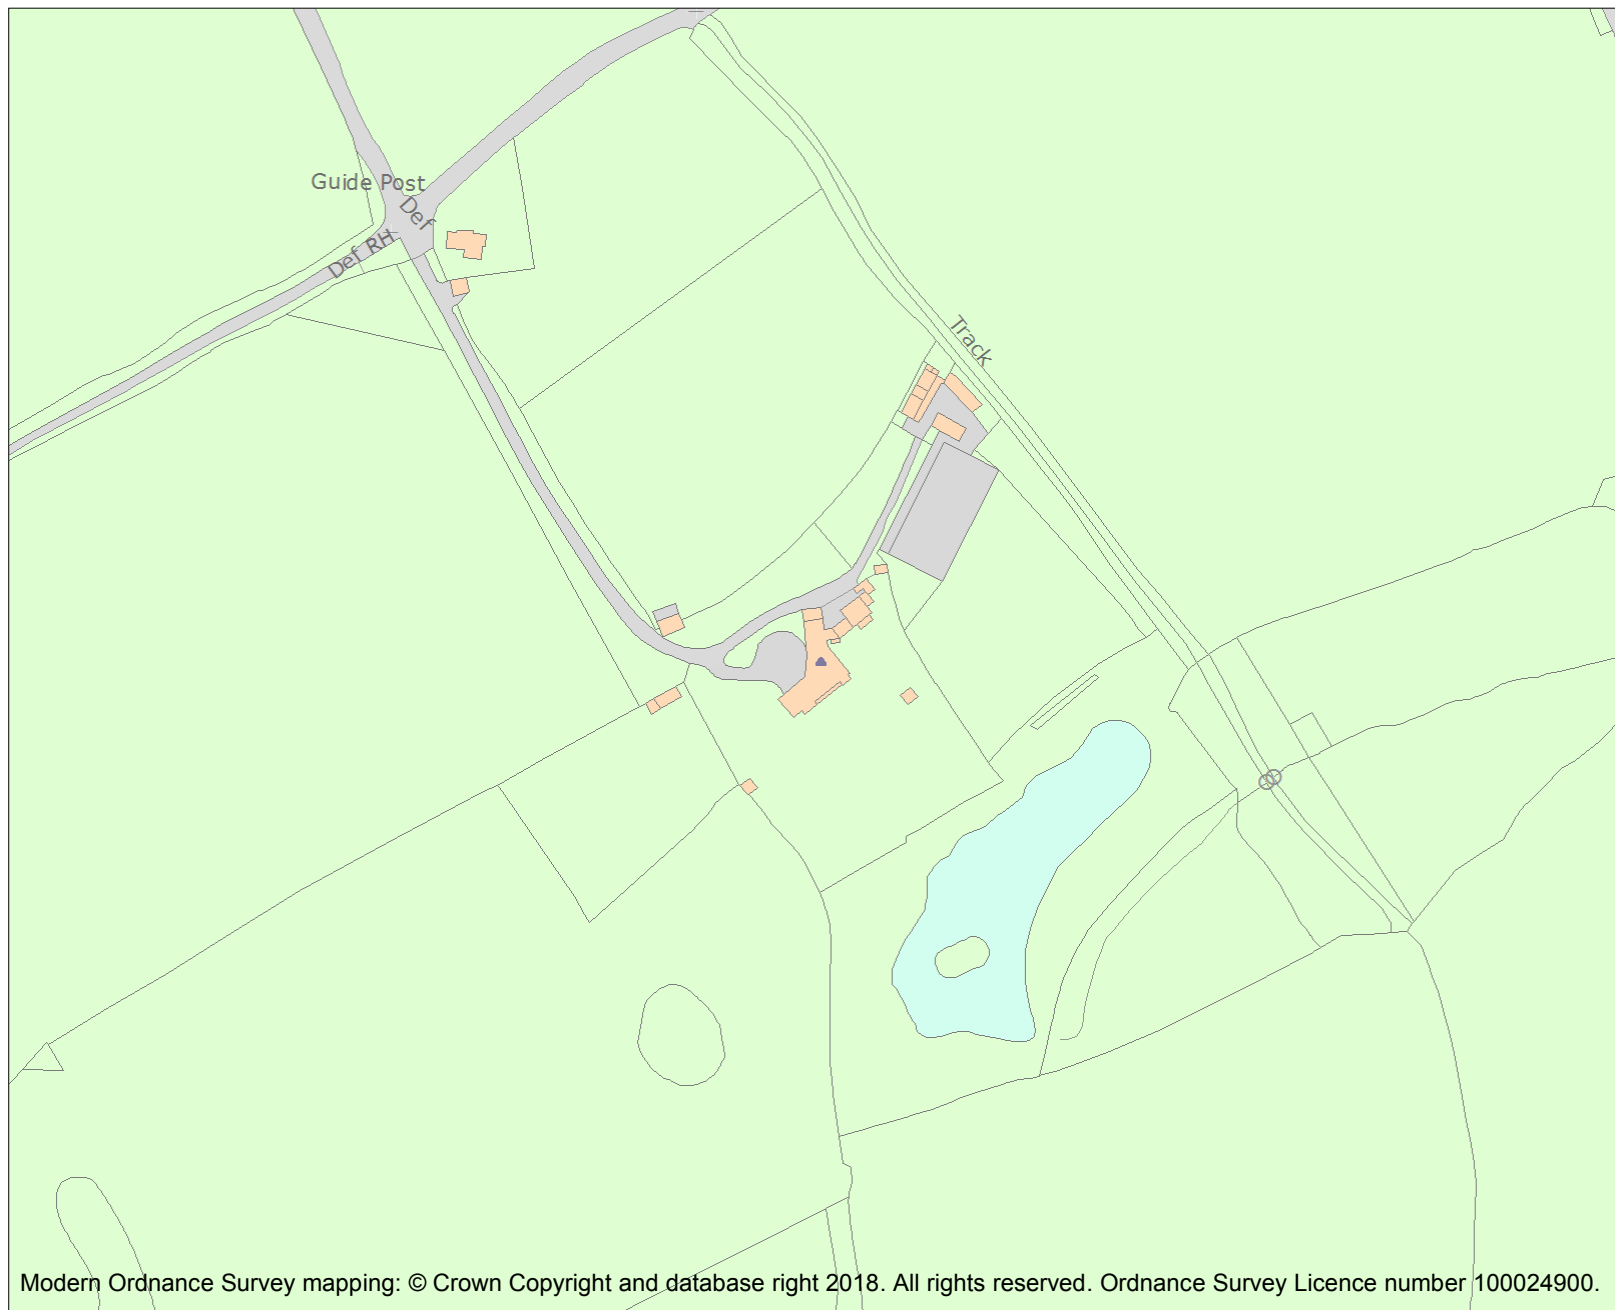 Guide Post
Def
Def RH
Track
Modern Ordnance Survey mapping: © Crown Copyright and database right 2018. All rights reserved. Ordnance Survey Licence number 100024900.